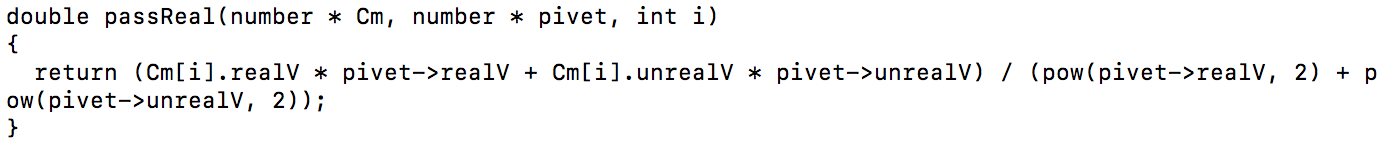 double passReal(number * Cm, number * pivet, int i)
{
  return (Cm[i].realV * pivet->realV + Cm[i].unrealV * pivet->unrealV) / (pow(pivet->realV, 2) + p
ow(pivet->unrealV, 2));
}